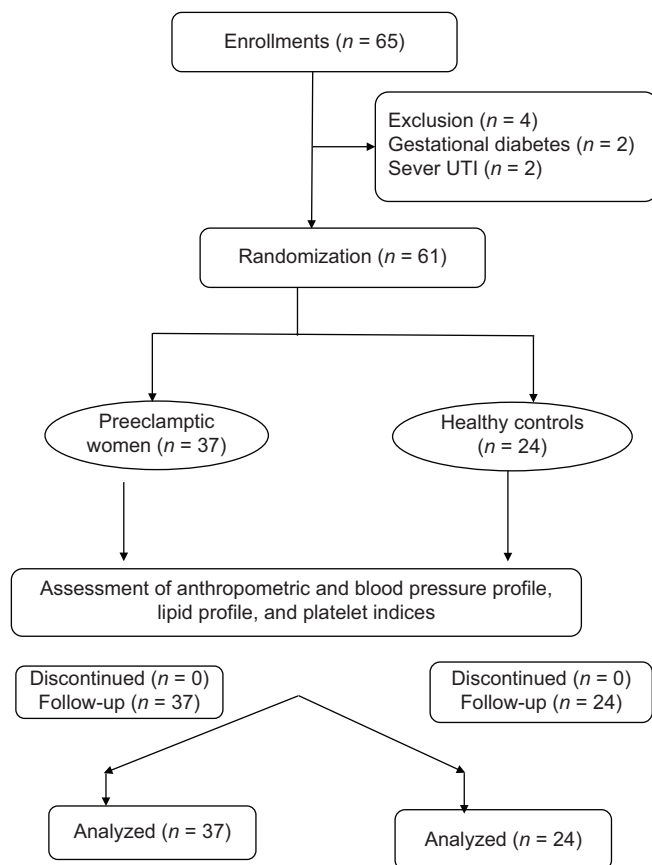 Enrollments (n = 65)
Exclusion (n = 4)
Gestational diabetes (n = 2)
Sever UTI (n = 2)
Randomization (n = 61)
Preeclamptic
women (n = 37)
Healthy controls
(n = 24)
Assessment of anthropometric and blood pressure profile,
lipid profile, and platelet indices
Discontinued (n = 0)
Follow-up (n = 37)
Discontinued (n = 0)
Follow-up (n = 24)
Analyzed (n = 37)
Analyzed (n = 24)